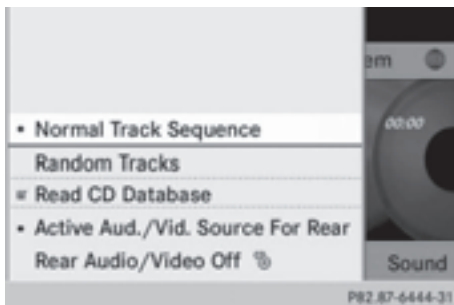 em
00:00
Normal Track Sequence
Random Tracks
Read CD Database
Active Aud./Vid. Source For Rear
Rear Audio/Video Off
Sound
P82.87-6444-31